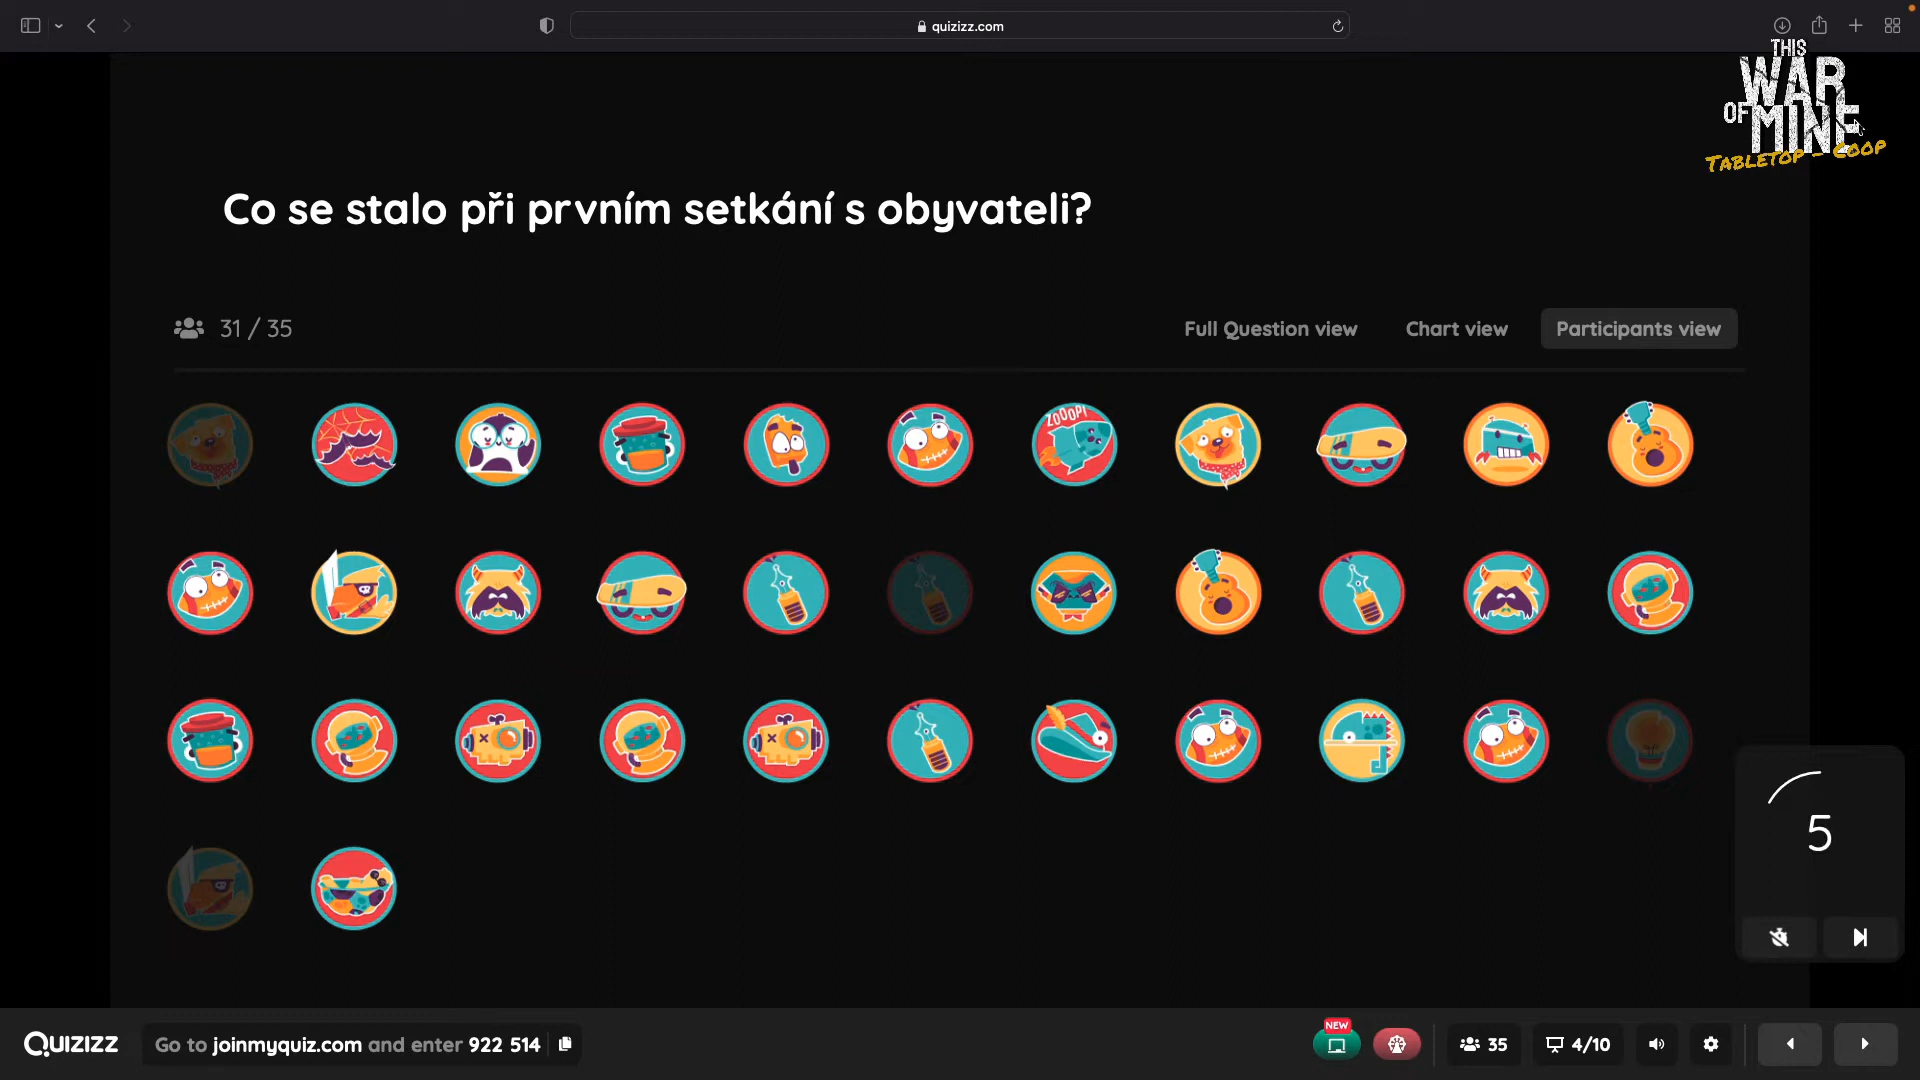 quizizz.com
THIS
WAR
OF MINE
TABLETOP - COOP
Co se stalo při prvním setkání s obyvateli?
31 / 35
Full Question view
Chart view
Participants view
ZOOOP!
5
QUIZIZZ
Go to joinmyquiz.com and enter 922 514
NEW
35
4/10